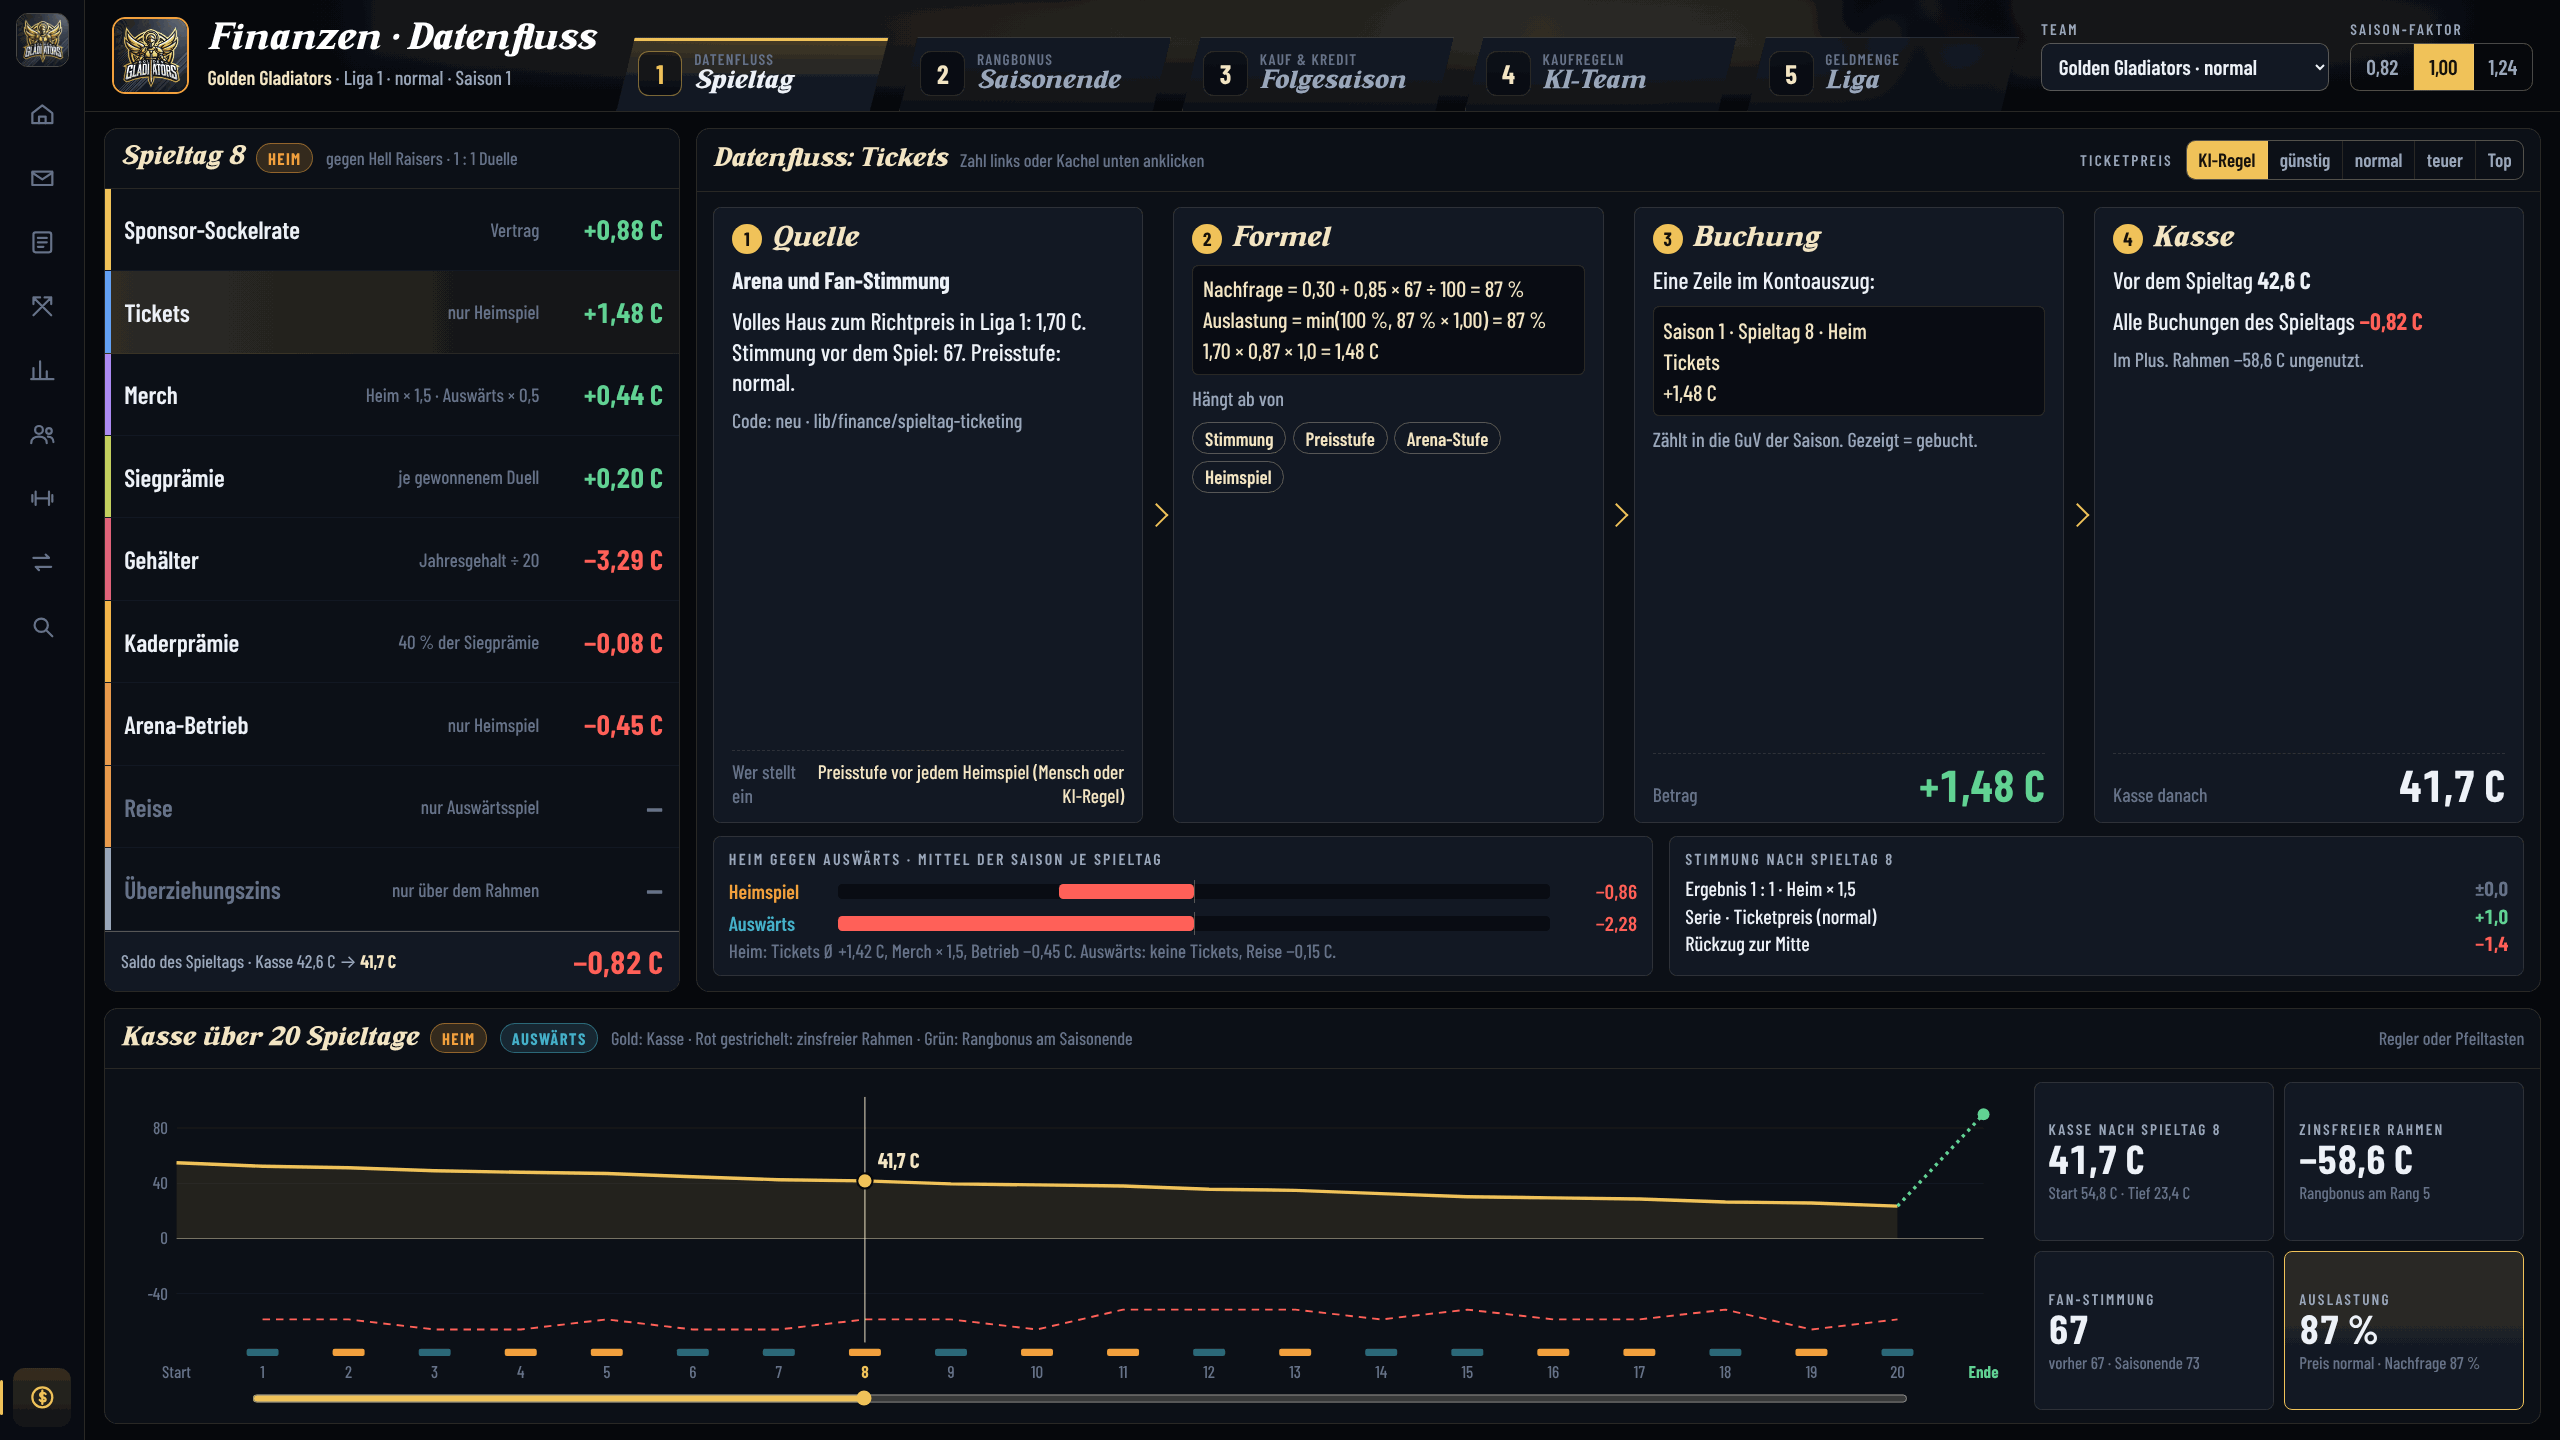 GLADIATORS
GLADIATORS
Finanzen · Datenfluss
Golden Gladiators · Liga 1 · normal · Saison 1
1
DATENFLUSS
Spieltag
2
RANGBONUS
Saisonende
3
KAUF & KREDIT
Folgesaison
4
KAUFREGELN
KI-Team
5
GELDMENGE
Liga
TEAM
Golden Gladiators · normal
SAISON-FAKTOR
0,82 1,00 1,24
Spieltag 8 HEIM gegen Hell Raisers · 1 : 1 Duelle
Sponsor-Sockelrate Vertrag +0,88 C
Tickets nur Heimspiel +1,48 C
Merch Heim × 1,5 · Auswärts × 0,5 +0,44 C
Siegprämie je gewonnenem Duell +0,20 C
Gehälter Jahresgehalt ÷ 20 −3,29 C
Kaderprämie 40 % der Siegprämie −0,08 C
Arena-Betrieb nur Heimspiel −0,45 C
Reise nur Auswärtsspiel –
Überziehungszins nur über dem Rahmen –
Saldo des Spieltags · Kasse 42,6 C → 41,7 C −0,82 C
Datenfluss: Tickets Zahl links oder Kachel unten anklicken
TICKETPREIS KI-Regel günstig normal teuer Top
1 Quelle
Arena und Fan-Stimmung
Volles Haus zum Richtpreis in Liga 1: 1,70 C.
Stimmung vor dem Spiel: 67. Preisstufe:
normal.
Code: neu · lib/finance/spieltag-ticketing
Wer stellt ein
Preisstufe vor jedem Heimspiel (Mensch oder
KI-Regel)
2 Formel
Nachfrage = 0,30 + 0,85 × 67 ÷ 100 = 87 %
Auslastung = min(100 %, 87 % × 1,00) = 87 %
1,70 × 0,87 × 1,0 = 1,48 C
Hängt ab von
Stimmung Preisstufe Arena-Stufe
Heimspiel
3 Buchung
Eine Zeile im Kontoauszug:
Saison 1 · Spieltag 8 · Heim
Tickets
+1,48 C
Zählt in die GuV der Saison. Gezeigt = gebucht.
Betrag +1,48 C
4 Kasse
Vor dem Spieltag 42,6 C
Alle Buchungen des Spieltags −0,82 C
Im Plus. Rahmen −58,6 C ungenutzt.
Kasse danach 41,7 C
HEIM GEGEN AUSWÄRTS · MITTEL DER SAISON JE SPIELTAG
Heimspiel −0,86
Auswärts −2,28
Heim: Tickets Ø +1,42 C, Merch × 1,5, Betrieb −0,45 C. Auswärts: keine Tickets, Reise −0,15 C.
STIMMUNG NACH SPIELTAG 8
Ergebnis 1 : 1 · Heim × 1,5 ±0,0
Serie · Ticketpreis (normal) +1,0
Rückzug zur Mitte −1,4
Kasse über 20 Spieltage HEIM AUSWÄRTS Gold: Kasse · Rot gestrichelt: zinsfreier Rahmen · Grün: Rangbonus am Saisonende
Regler oder Pfeiltasten
80
40
0
-40
41,7 C
Start 1 2 3 4 5 6 7 8 9 10 11 12 13 14 15 16 17 18 19 20 Ende
KASSE NACH SPIELTAG 8
41,7 C
Start 54,8 C · Tief 23,4 C
ZINSFREIER RAHMEN
−58,6 C
Rangbonus am Rang 5
FAN-STIMMUNG
67
vorher 67 · Saisonende 73
AUSLASTUNG
87 %
Preis normal · Nachfrage 87 %